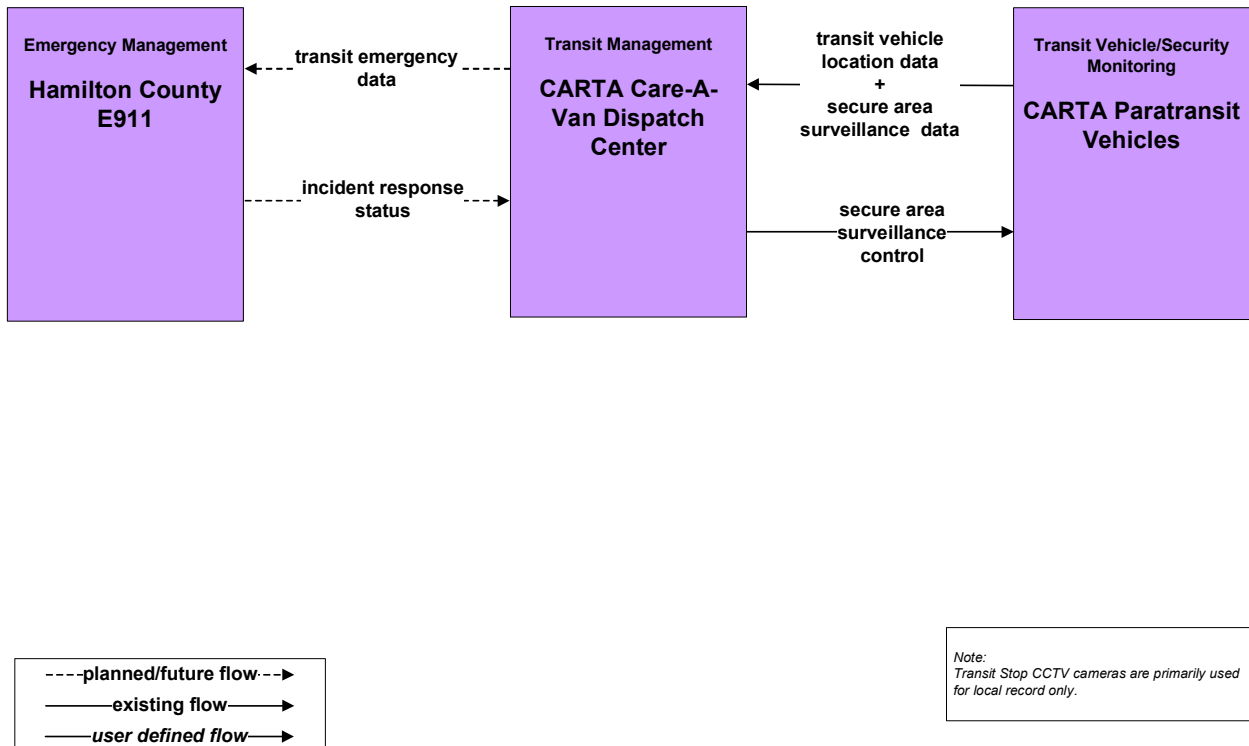 Emergency Management
Hamilton County
E911
transit emergency
data
incident response
status
Transit Management
CARTA Care-A-
Van Dispatch
Center
transit vehicle
location data
+
secure area
surveillance data
secure area
surveillance
control
Transit Vehicle/Security
Monitoring
CARTA Paratransit
Vehicles
planned/future flow
existing flow
user defined flow
Note:
Transit Stop CCTV cameras are primarily used
for local record only.